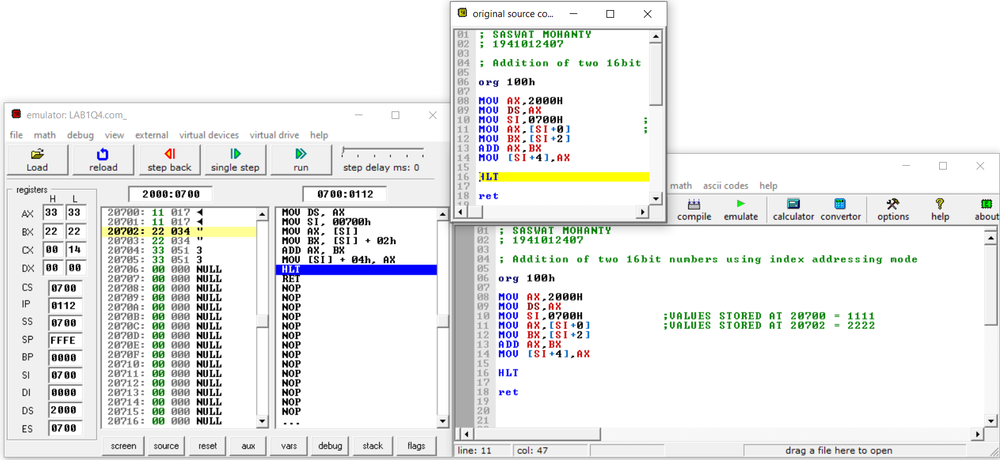 original source co...
01 ; SASWAT MOHANTY
02 ; 1941012407
03
04 ; Addition of two 16bit
05
06 org 100h
07
08 MOV AX,2000H
09 MOV DS,AX
10 MOV SI,0700H ;
11 MOV AX,[SI+0] ;
12 MOV BX,[SI+2]
13 ADD AX,BX
14 MOV [SI+4],AX
15
16 HLT
17
18 ret
emulator: LAB1Q4.com_
file math debug view external virtual devices virtual drive help
Load reload step back single step run step delay ms: 0
registers
H L
AX 33 33
BX 22 22
CX 00 14
DX 00 00
CS 0700
IP 0112
SS 0700
SP FFFE
BP 0000
SI 0700
DI 0000
DS 2000
ES 0700
2000:0700
20700: 11 017 ◄
20701: 11 017 ◄
20702: 22 034 "
20703: 22 034 "
20704: 33 051 3
20705: 33 051 3
20706: 00 000 NULL
20707: 00 000 NULL
20708: 00 000 NULL
20709: 00 000 NULL
2070A: 00 000 NULL
2070B: 00 000 NULL
2070C: 00 000 NULL
2070D: 00 000 NULL
2070E: 00 000 NULL
2070F: 00 000 NULL
20710: 00 000 NULL
20711: 00 000 NULL
20712: 00 000 NULL
20713: 00 000 NULL
20714: 00 000 NULL
20715: 00 000 NULL
20716: 00 000 NULL
0700:0112
MOV DS, AX
MOV SI, 00700h
MOV AX, [SI]
MOV BX, [SI] + 02h
ADD AX, BX
MOV [SI] + 04h, AX
HLT
RET
NOP
NOP
NOP
NOP
NOP
NOP
NOP
NOP
NOP
NOP
NOP
NOP
NOP
NOP
...
screen source reset aux vars debug stack flags
math ascii codes help
compile emulate calculator convertor options help about
01 ; SASWAT MOHANTY
02 ; 1941012407
03
04 ; Addition of two 16bit numbers using index addressing mode
05
06 org 100h
07
08 MOV AX,2000H
09 MOV DS,AX
10 MOV SI,0700H ;VALUES STORED AT 20700 = 1111
11 MOV AX,[SI+0] ;VALUES STORED AT 20702 = 2222
12 MOV BX,[SI+2]
13 ADD AX,BX
14 MOV [SI+4],AX
15
16 HLT
17
18 ret
19
20
21
line: 11 col: 47 drag a file here to open